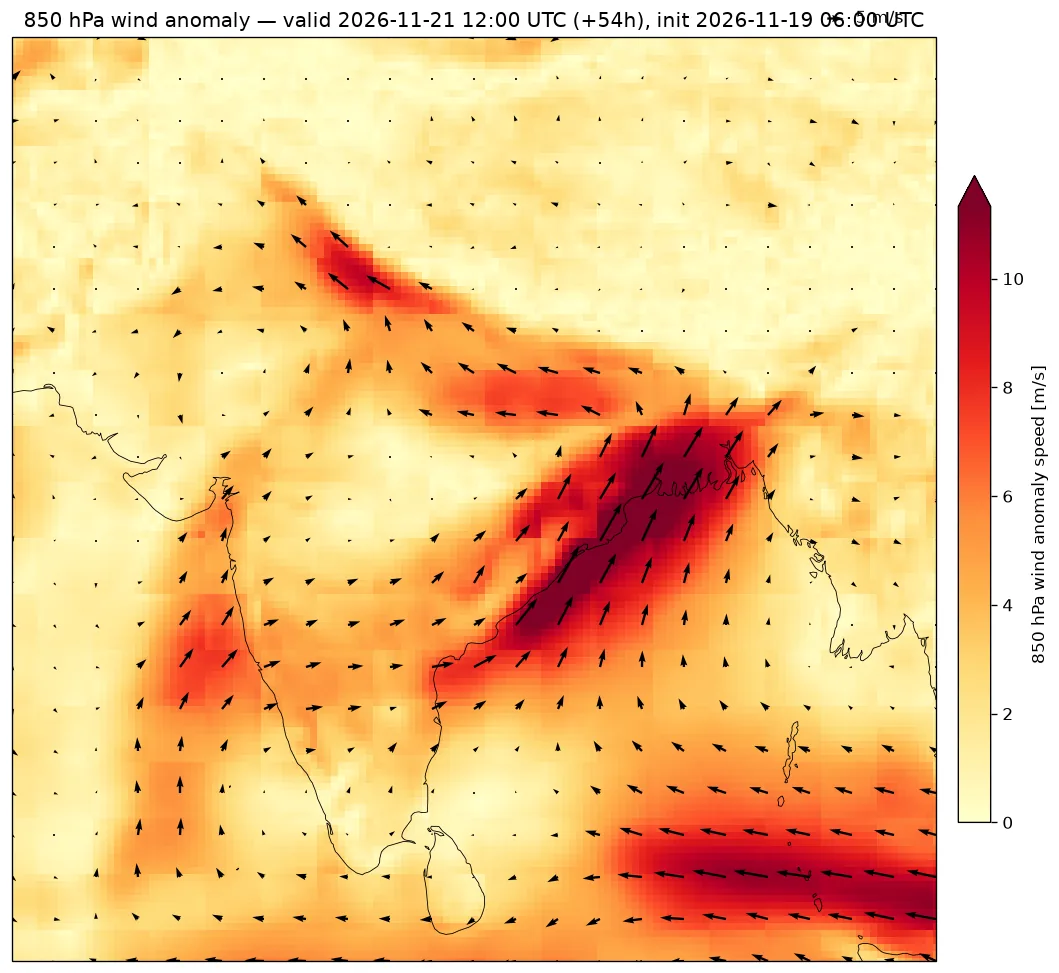 850 hPa wind anomaly — valid 2026-11-21 12:00 UTC (+54h), init 2026-11-19 06:00 UTC
5 m/s
10
8
6
4
2
0
850 hPa wind anomaly speed [m/s]